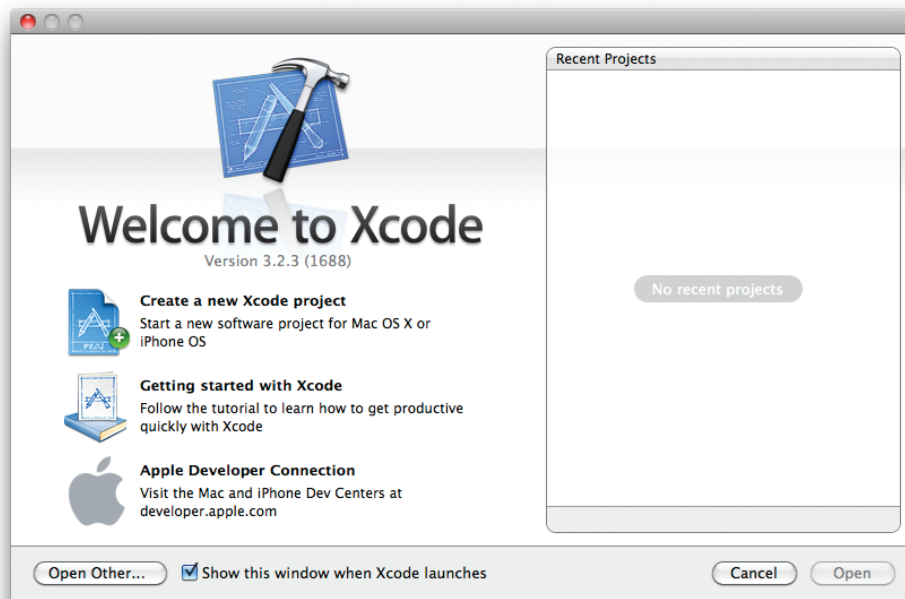 Recent Projects
Welcome to Xcode
Version 3.2.3 (1688)
No recent projects
Create a new Xcode project
Start a new software project for Mac OS X or
iPhone OS
PROJ
Getting started with Xcode
Follow the tutorial to learn how to get productive
quickly with Xcode
Apple Developer Connection
Visit the Mac and iPhone Dev Centers at
developer.apple.com
Open Other...
Show this window when Xcode launches
Cancel
Open